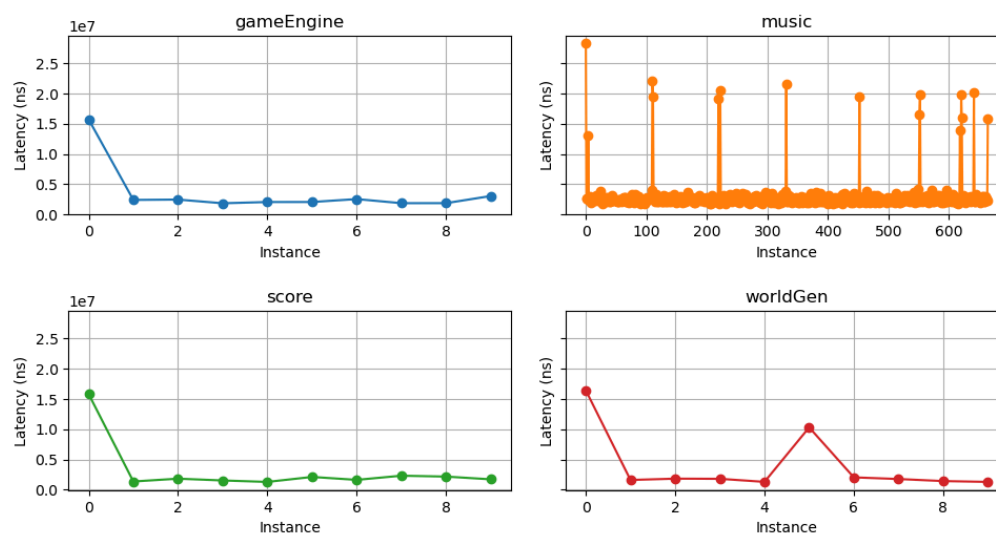 gameEngine
1e7
Latency (ns)
2.5
2.0
1.5
1.0
0.5
0.0
0 2 4 6 8
Instance
music
Latency (ns)
0 100 200 300 400 500 600
Instance
score
1e7
Latency (ns)
2.5
2.0
1.5
1.0
0.5
0.0
0 2 4 6 8
Instance
worldGen
Latency (ns)
0 2 4 6 8
Instance